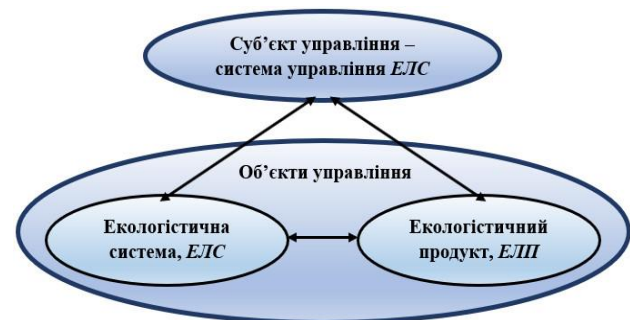 Суб’єкт управління –
система управління ЕЛС
Об’єкти управління
Екологістична
система, ЕЛС
Екологістичний
продукт, ЕЛП